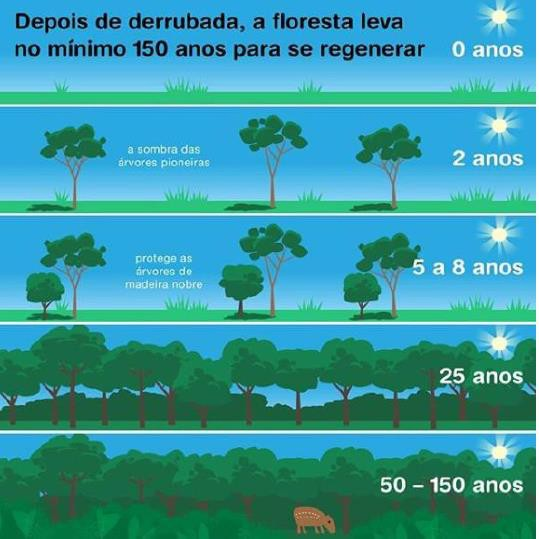 Depois de derrubada, a floresta leva
no mínimo 150 anos para se regenerar
0 anos
a sombra das
árvores pioneiras
2 anos
protege as
árvores de
madeira nobre
5 a 8 anos
25 anos
50 – 150 anos